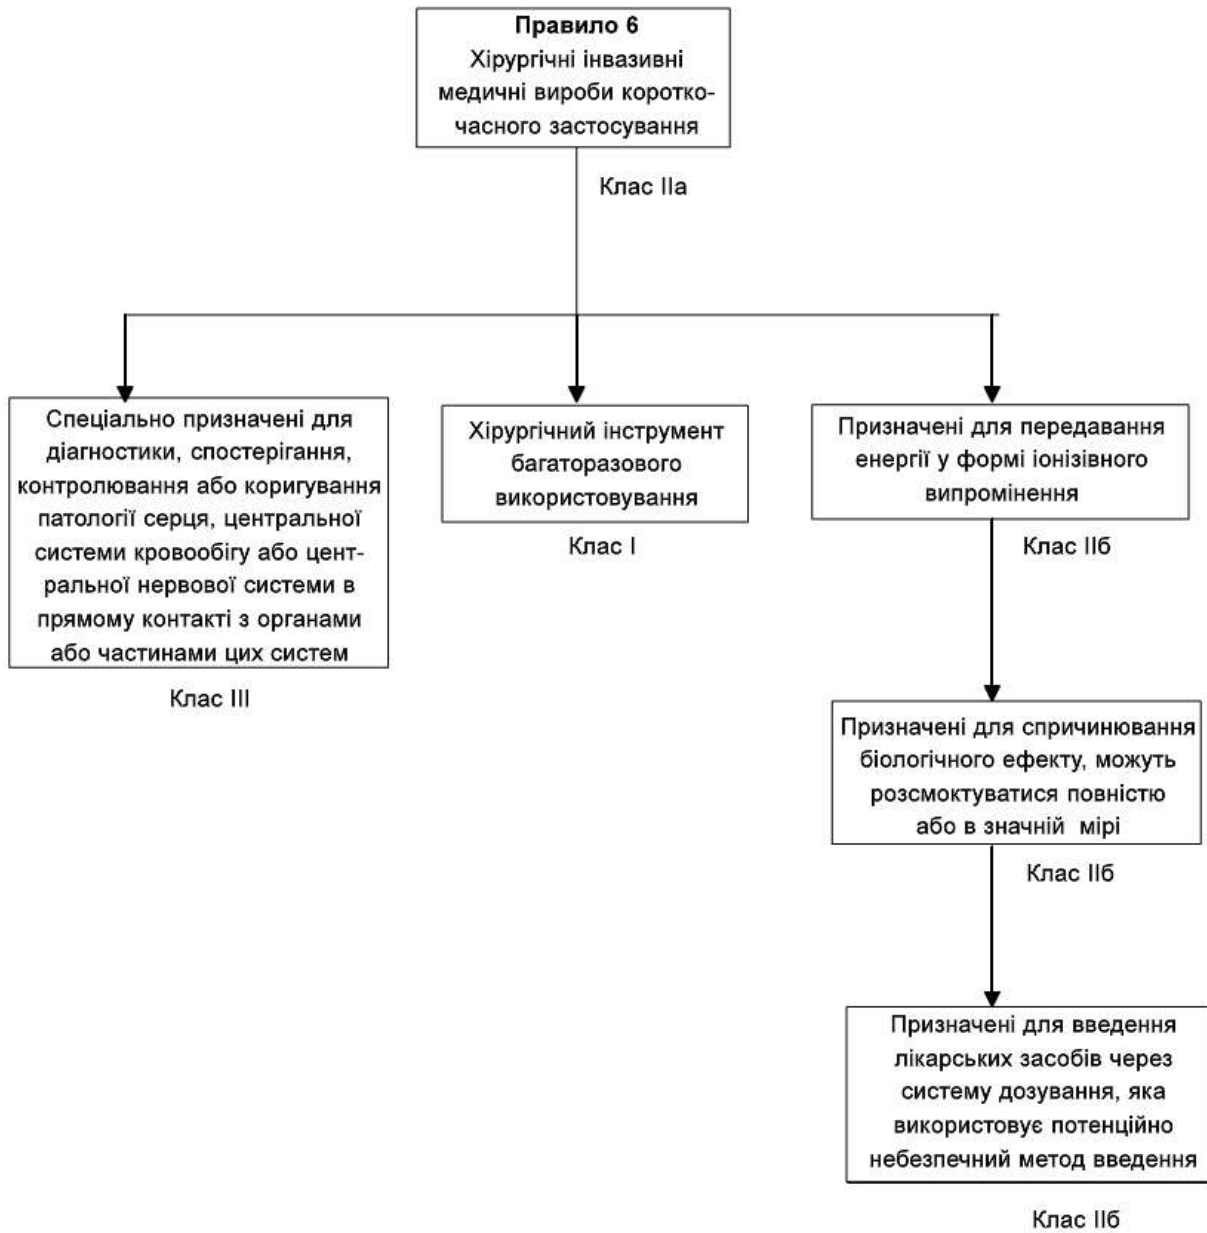 Правило 6
Хірургічні інвазивні
медичні вироби коротко-
часного застосування
Клас IIа
Спеціально призначені для
діагностики, спостерігання,
контролювання або коригування
патології серця, центральної
системи кровообігу або цент-
ральної нервової системи в
прямому контакті з органами
або частинами цих систем
Клас III
Хірургічний інструмент
багаторазового
використовування
Клас I
Призначені для передавання
енергії у формі іонізівного
випромінення
Клас IIб
Призначені для спричинювання
біологічного ефекту, можуть
розсмоктуватися повністю
або в значній мірі
Клас IIб
Призначені для введення
лікарських засобів через
систему дозування, яка
використовує потенційно
небезпечний метод введення
Клас IIб